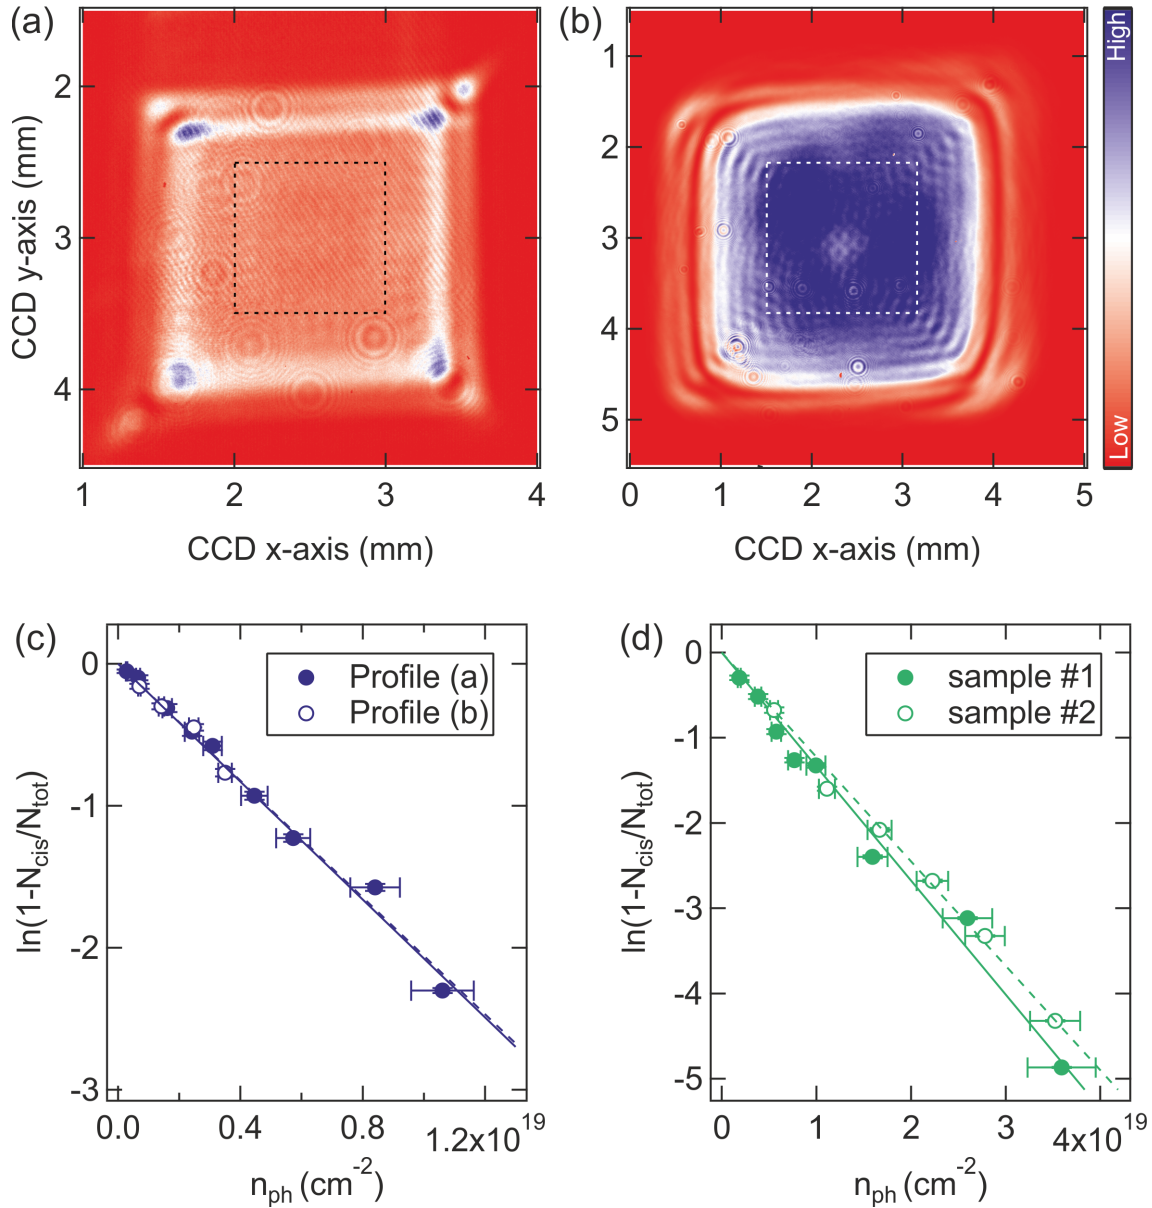 (a)
(b)
CCD y-axis (mm)
2
3
4
1
2
3
4
CCD x-axis (mm)
1
2
3
4
5
0
1
2
3
4
5
CCD x-axis (mm)
High
Low
(c)
(d)
ln(1-N_cis/N_tot)
0
-1
-2
-3
Profile (a)
Profile (b)
0.0
0.4
0.8
1.2x10^19
n_ph (cm^-2)
ln(1-N_cis/N_tot)
0
-1
-2
-3
-4
-5
sample #1
sample #2
0
1
2
3
4x10^19
n_ph (cm^-2)